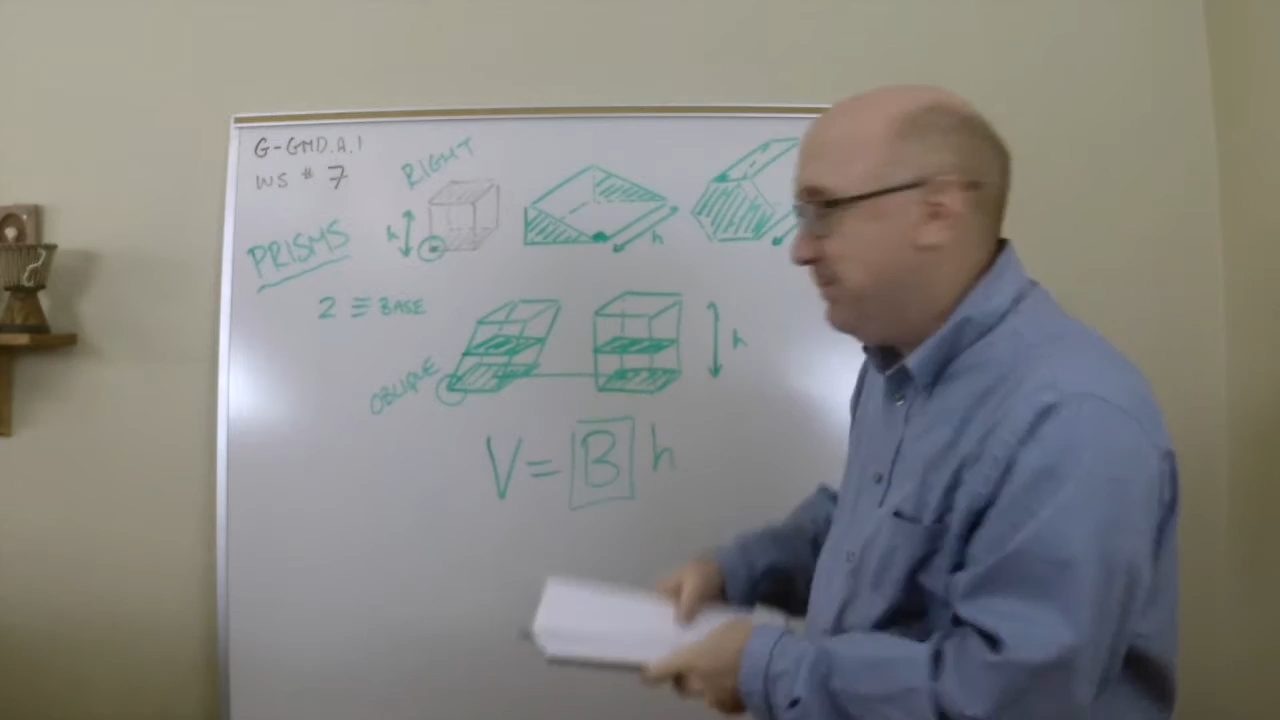 G-GMD.A.1
WS # 7
RIGHT
PRISMS
h
h
2 ≡ BASE
OBLIQUE
h
V = B h